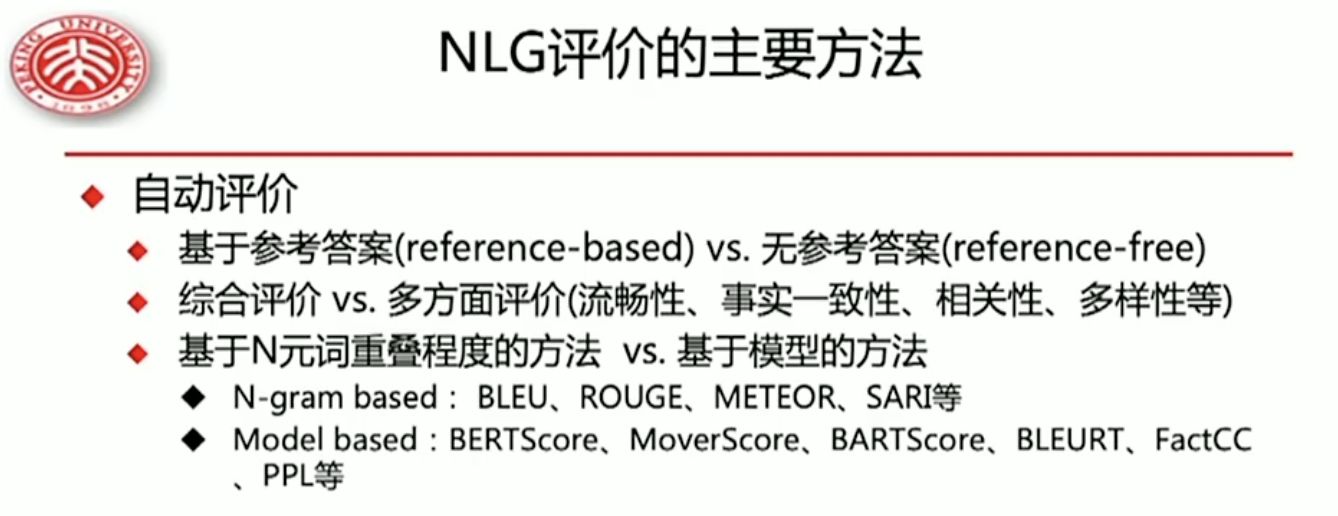 PEKING UNIVERSITY
1898
NLG评价的主要方法
自动评价
基于参考答案(reference-based) vs. 无参考答案(reference-free)
综合评价 vs. 多方面评价(流畅性、事实一致性、相关性、多样性等)
基于N元词重叠程度的方法 vs. 基于模型的方法
N-gram based： BLEU、ROUGE、METEOR、SARI等
Model based：BERTScore、MoverScore、BARTScore、BLEURT、FactCC
、PPL等